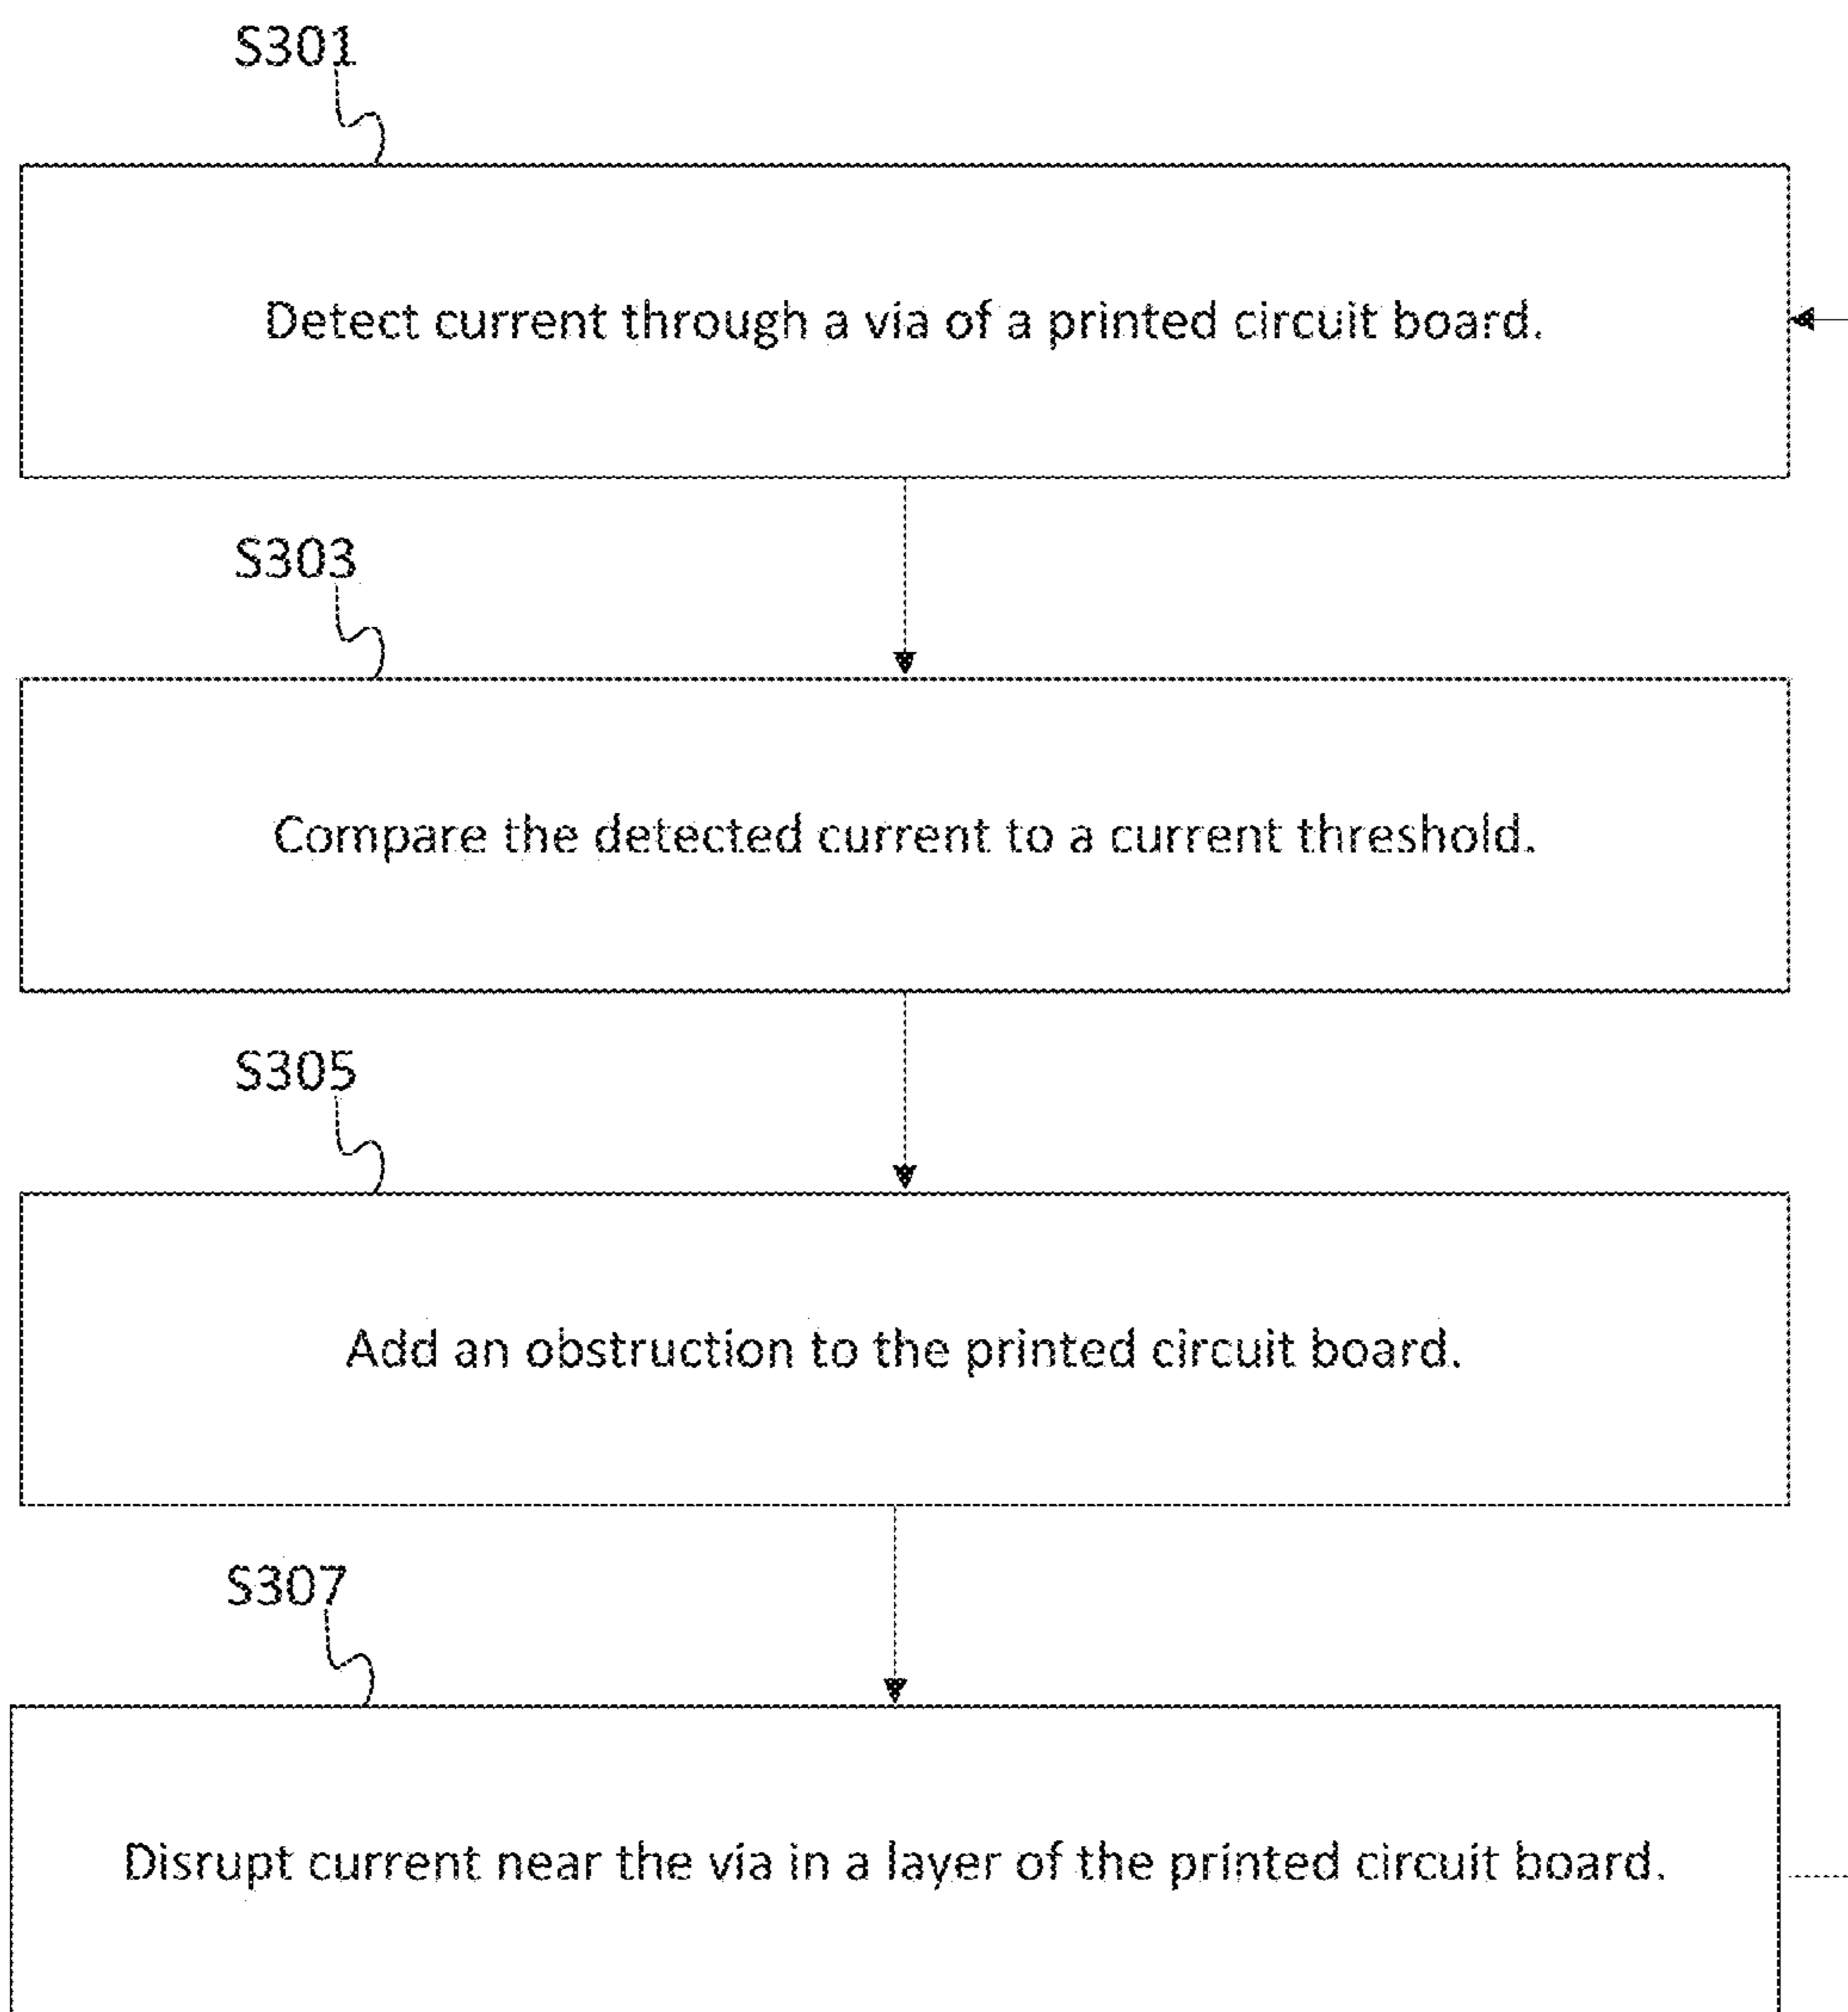 S301
Detect current through a via of a printed circuit board.
S303
Compare the detected current to a current threshold.
S305
Add an obstruction to the printed circuit board.
S307
Disrupt current near the via in a layer of the printed circuit board.